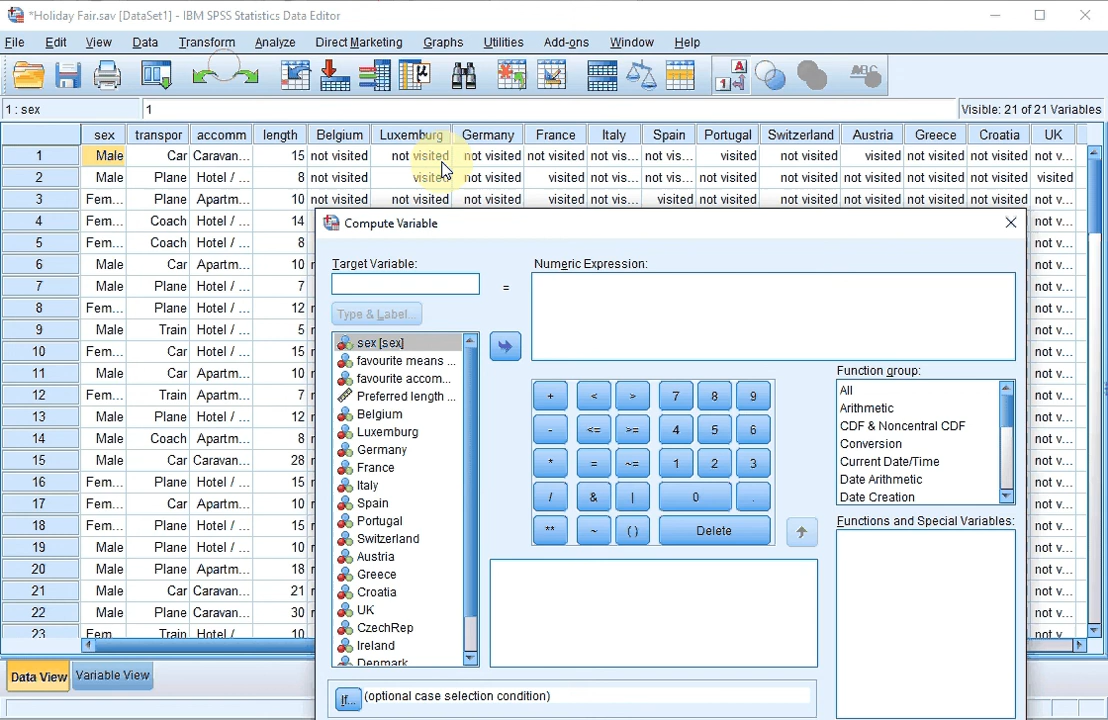 *Holiday Fair.sav [DataSet1] - IBM SPSS Statistics Data Editor
File Edit View Data Transform Analyze Direct Marketing Graphs Utilities Add-ons Window Help
1 : sex 1 Visible: 21 of 21 Variables
sex transpor accomm length Belgium Luxemburg Germany France Italy Spain Portugal Switzerland Austria Greece Croatia UK
1 Male Car Caravan... 15 not visited not visited not visited not visited not vis... not vis... visited not visited visited not visited not visited not v...
2 Male Plane Hotel / ... 8 not visited visited not visited visited not vis... not vis... not visited not visited not visited not visited not visited visited
3 Fem... Plane Apartm... 10 not visited not visited not visited visited not vis... visited not visited not visited not visited not visited not visited not v...
4 Fem... Coach Hotel / ... 14 not v...
5 Fem... Coach Hotel / ... 8 not v...
6 Male Car Apartm... 10 not v...
7 Male Plane Apartm... 7 not v...
8 Fem... Plane Hotel / ... 12 not v...
9 Male Train Hotel / ... 5 not v...
10 Fem... Car Hotel / ... 15 not v...
11 Male Car Apartm... 10 not v...
12 Fem... Train Apartm... 7 not v...
13 Male Plane Hotel / ... 12 not v...
14 Male Coach Apartm... 8 not v...
15 Male Car Caravan... 28 not v...
16 Male Plane Hotel / ... 15 not v...
17 Fem... Car Apartm... 10 not v...
18 Fem... Plane Hotel / ... 15 not v...
19 Male Plane Hotel / ... 10 not v...
20 Male Plane Apartm... 18 not v...
21 Male Car Caravan... 21 not v...
22 Male Plane Caravan... 30 not v...
23 Fem Train Hotel / 10 not v
Data View Variable View
Compute Variable
Target Variable:
=
Numeric Expression:
Type & Label...
sex [sex]
favourite means ...
favourite accom...
Preferred length ...
Belgium
Luxemburg
Germany
France
Italy
Spain
Portugal
Switzerland
Austria
Greece
Croatia
UK
CzechRep
Ireland
Denmark
+ < > 7 8 9
- <= >= 4 5 6
* = ~= 1 2 3
/ & | 0 .
** ~ ( ) Delete
Function group:
All
Arithmetic
CDF & Noncentral CDF
Conversion
Current Date/Time
Date Arithmetic
Date Creation
Functions and Special Variables:
If... (optional case selection condition)